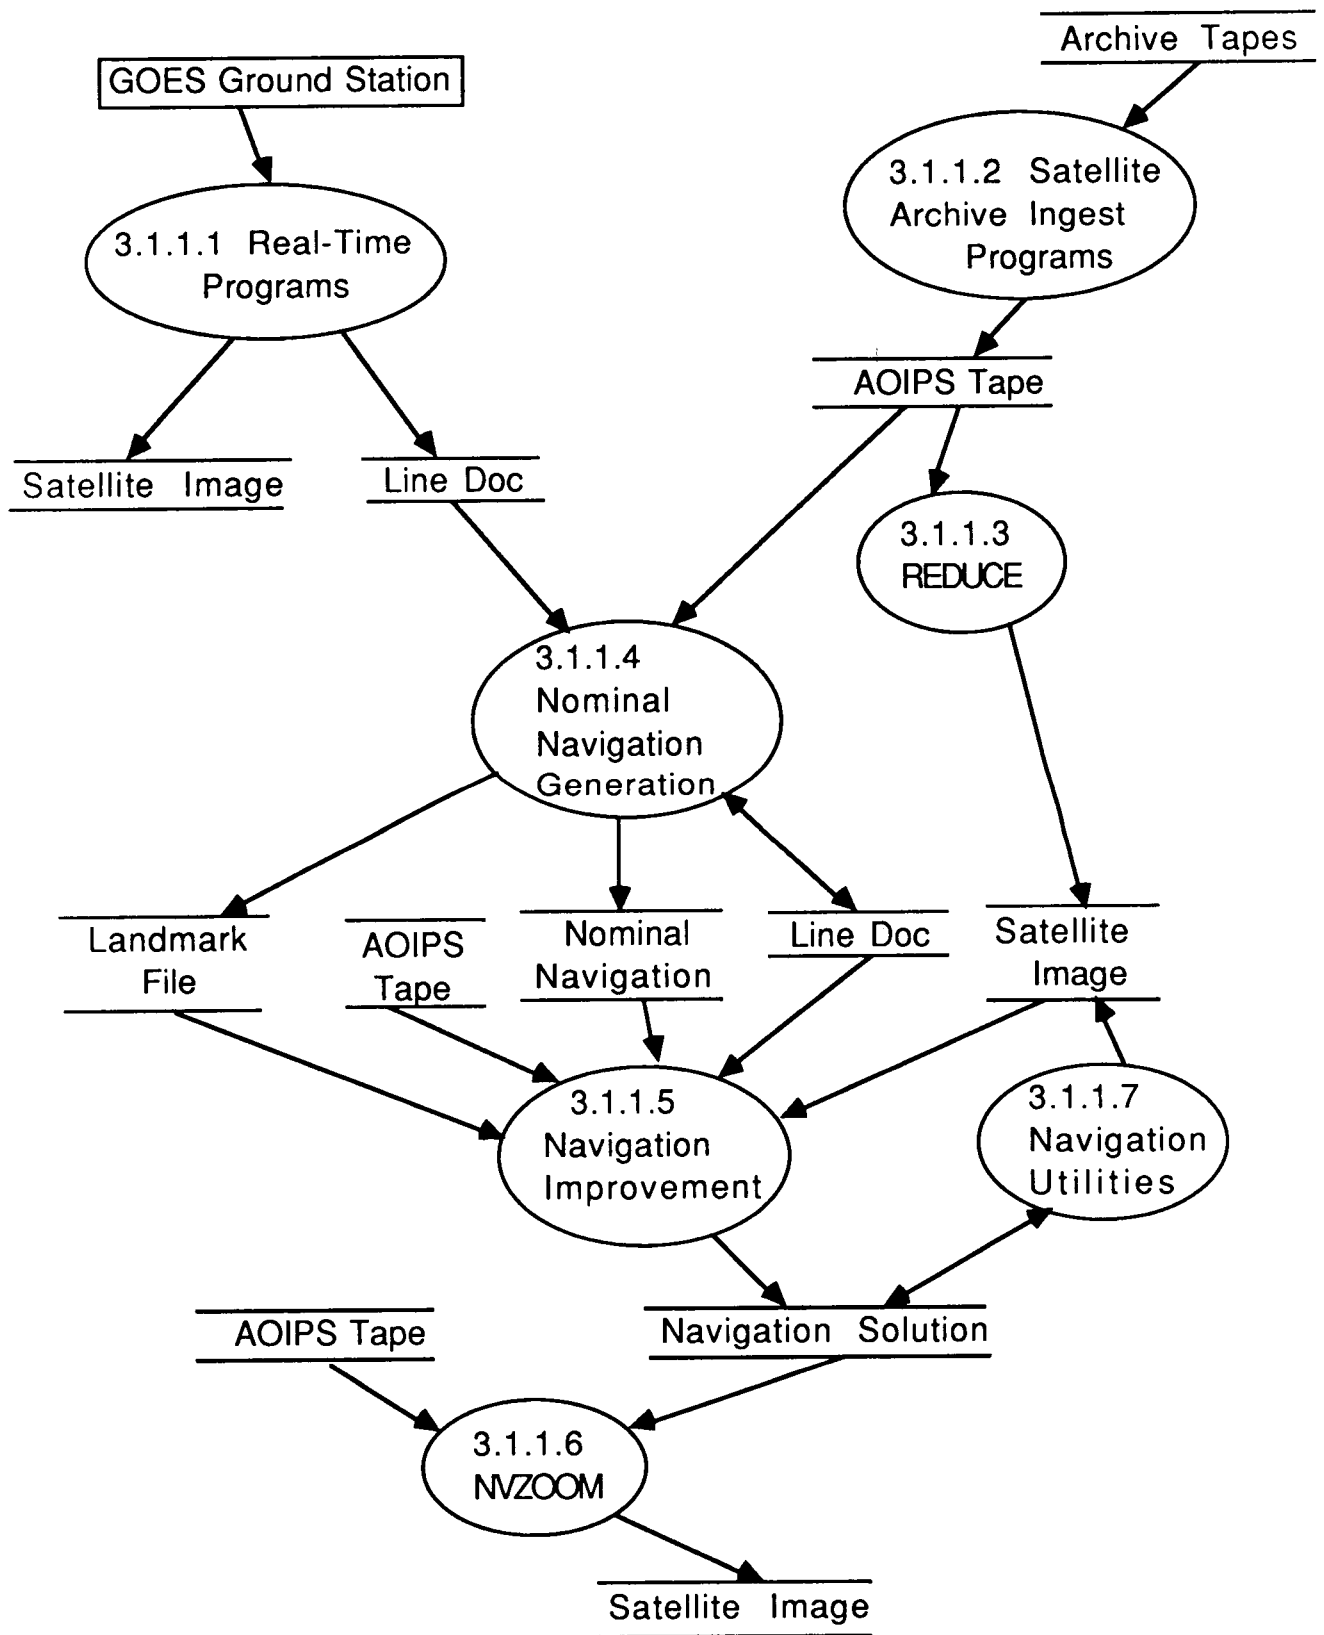 Archive Tapes
GOES Ground Station
3.1.1.2 Satellite
Archive Ingest
Programs
3.1.1.1 Real-Time
Programs
AOIPS Tape
Satellite Image
Line Doc
3.1.1.3
REDUCE
3.1.1.4
Nominal
Navigation
Generation
Landmark
File
AOIPS
Tape
Nominal
Navigation
Line Doc
Satellite
Image
3.1.1.5
Navigation
Improvement
3.1.1.7
Navigation
Utilities
AOIPS Tape
Navigation Solution
3.1.1.6
NVZOOM
Satellite Image